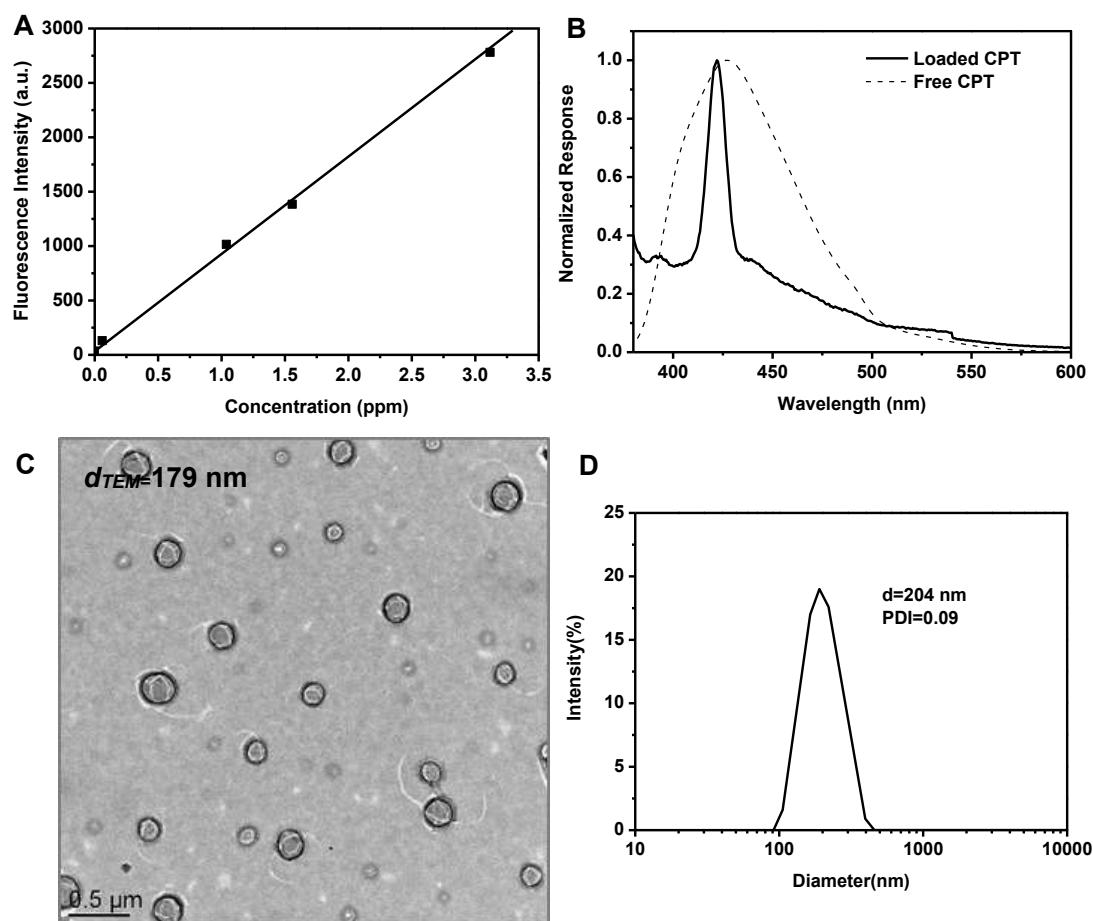 A
Fluorescence Intensity (a.u.)
3000
2500
2000
1500
1000
500
0
0.0 0.5 1.0 1.5 2.0 2.5 3.0 3.5
Concentration (ppm)
B
Normalized Response
1.0
0.8
0.6
0.4
0.2
0.0
400 450 500 550 600
Wavelength (nm)
Loaded CPT
Free CPT
C
dTEM=179 nm
0.5 µm
D
Intensity(%)
25
20
15
10
5
0
10 100 1000 10000
Diameter(nm)
d=204 nm
PDI=0.09